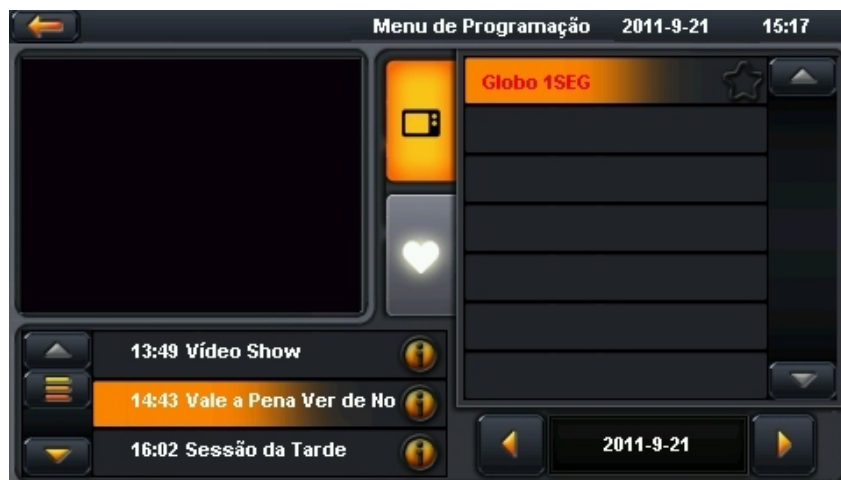 Menu de Programação 2011-9-21 15:17
Globo 1SEG
13:49 Vídeo Show
14:43 Vale a Pena Ver de No
16:02 Sessão da Tarde
2011-9-21